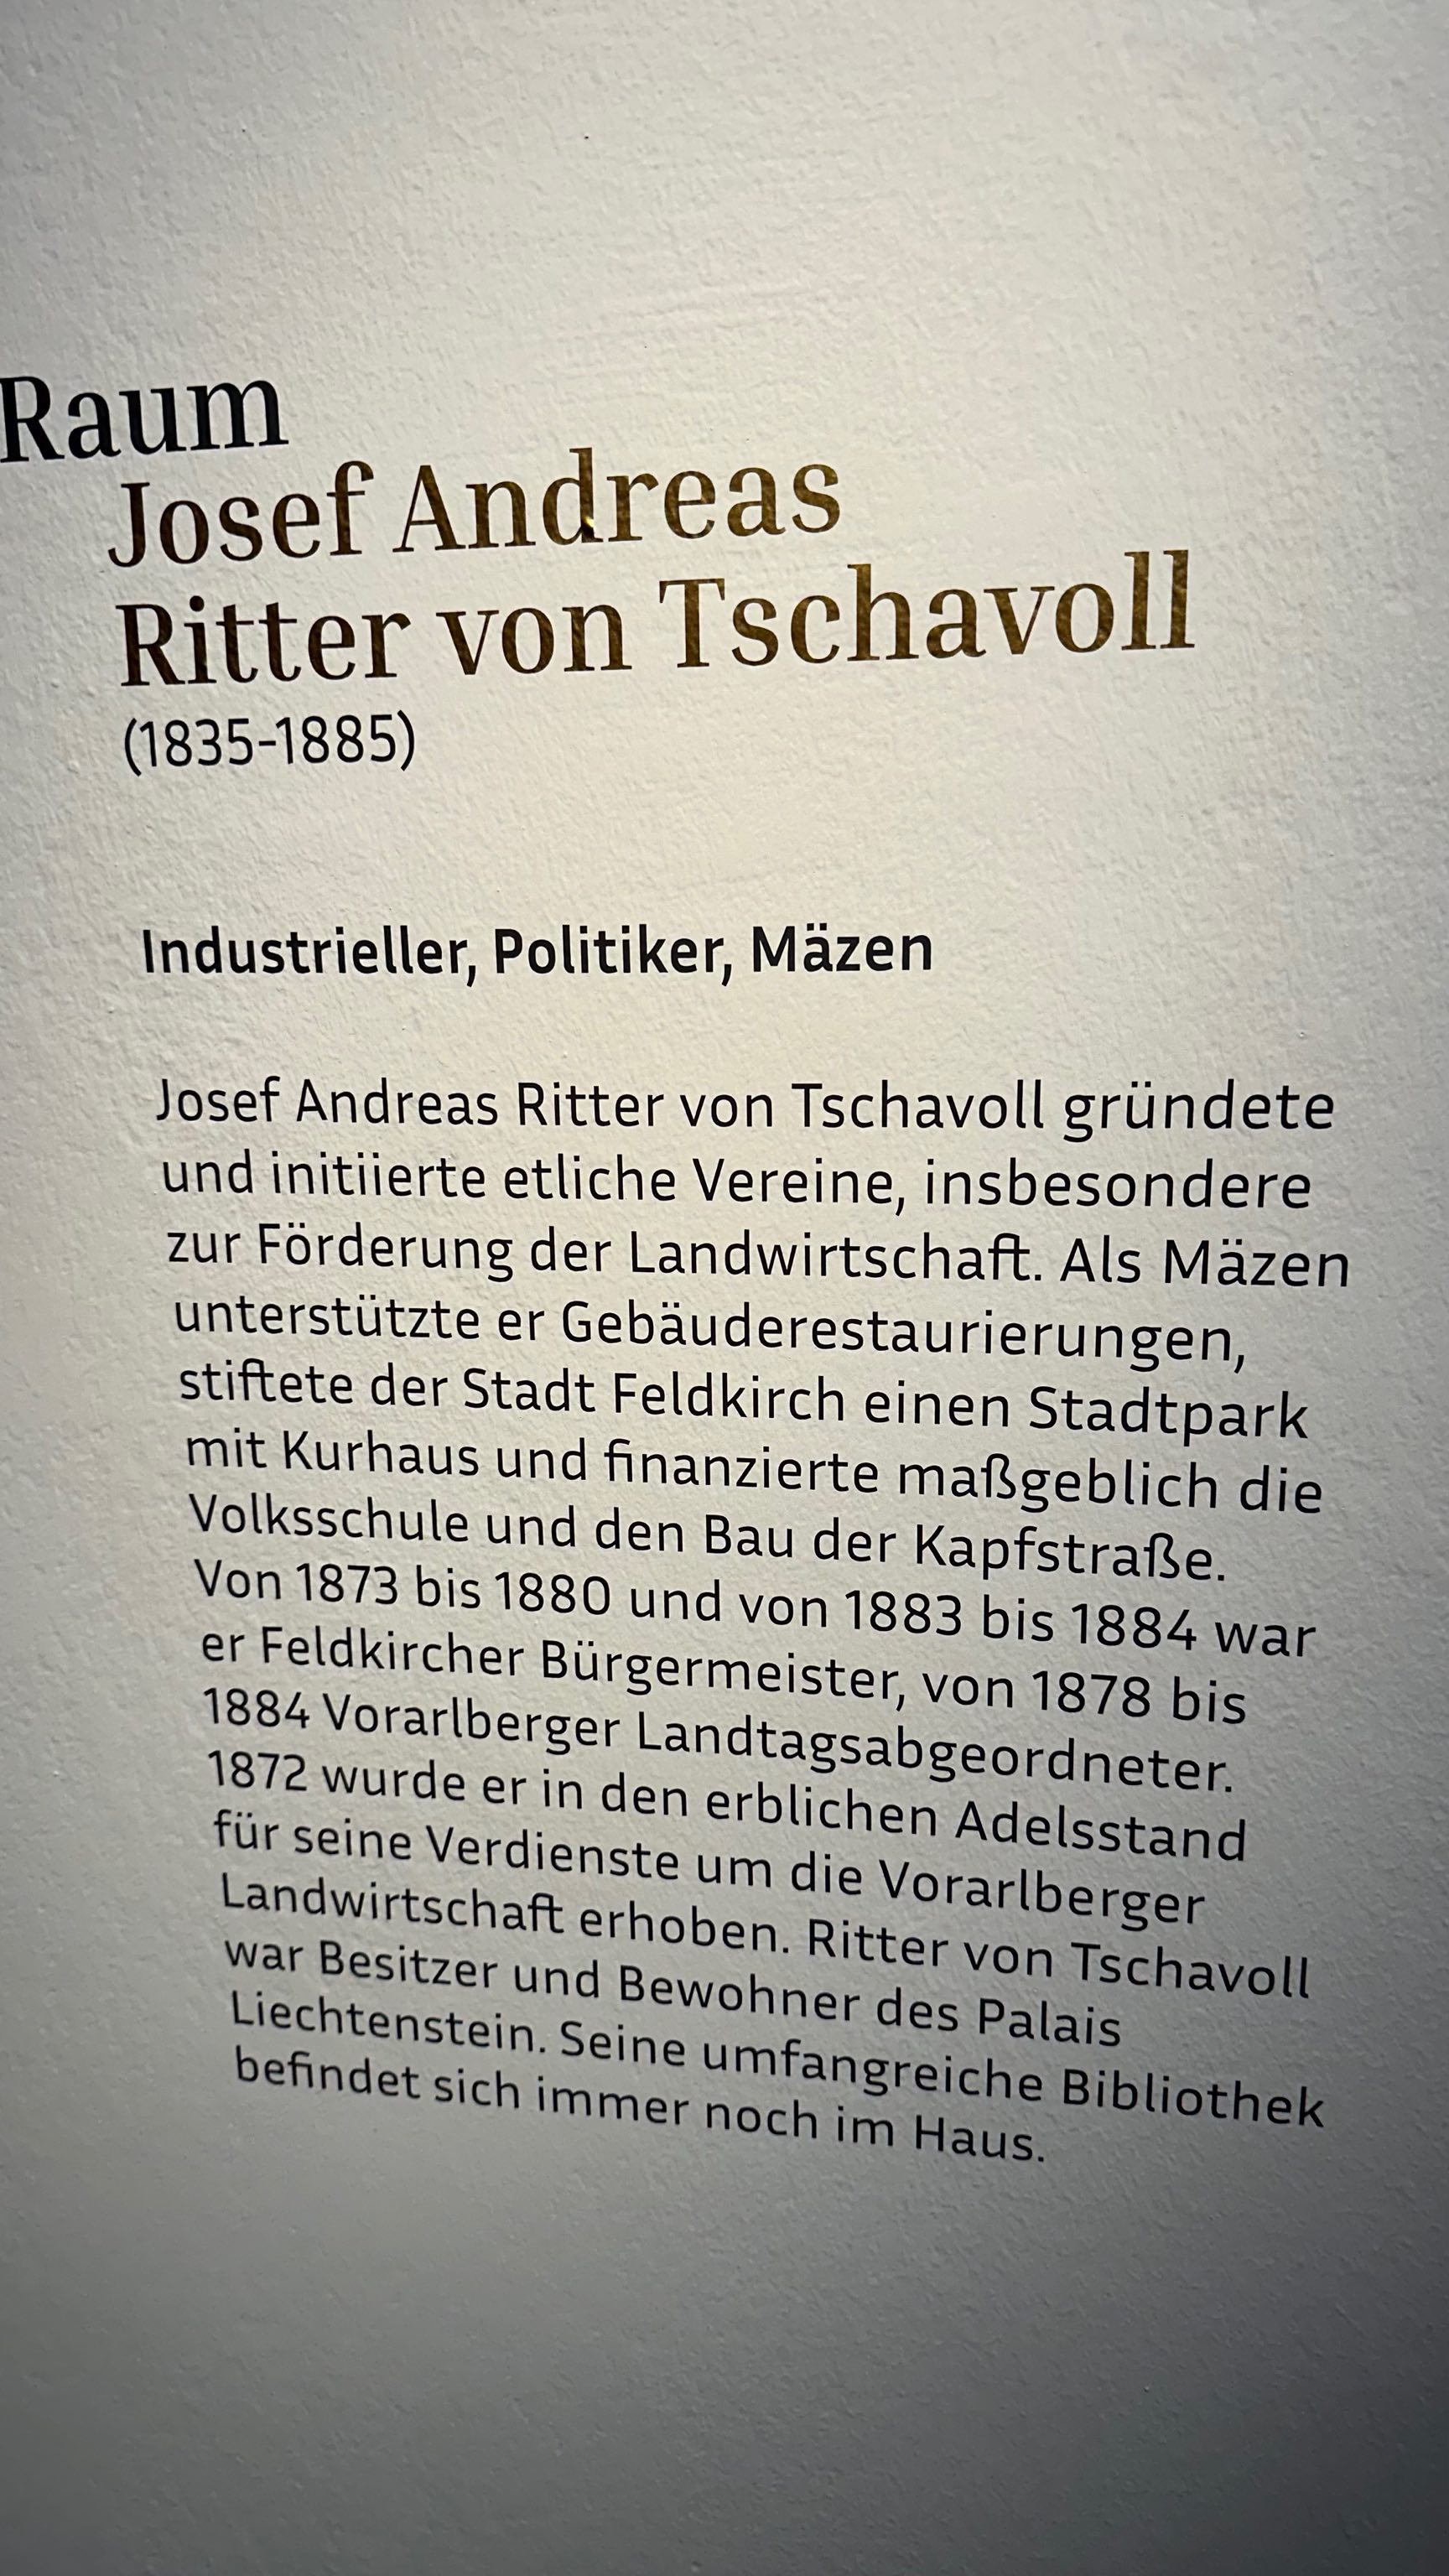 Raum
Josef Andreas
Ritter von Tschavoll
(1835-1885)
Industrieller, Politiker, Mäzen
Josef Andreas Ritter von Tschavoll gründete
und initiierte etliche Vereine, insbesondere
zur Förderung der Landwirtschaft. Als Mäzen
unterstützte er Gebäuderestaurierungen,
stiftete der Stadt Feldkirch einen Stadtpark
mit Kurhaus und finanzierte maßgeblich die
Volksschule und den Bau der Kapfstraße.
Von 1873 bis 1880 und von 1883 bis 1884 war
er Feldkircher Bürgermeister, von 1878 bis
1884 Vorarlberger Landtagsabgeordneter.
1872 wurde er in den erblichen Adelsstand
für seine Verdienste um die Vorarlberger
Landwirtschaft erhoben. Ritter von Tschavoll
war Besitzer und Bewohner des Palais
Liechtenstein. Seine umfangreiche Bibliothek
befindet sich immer noch im Haus.